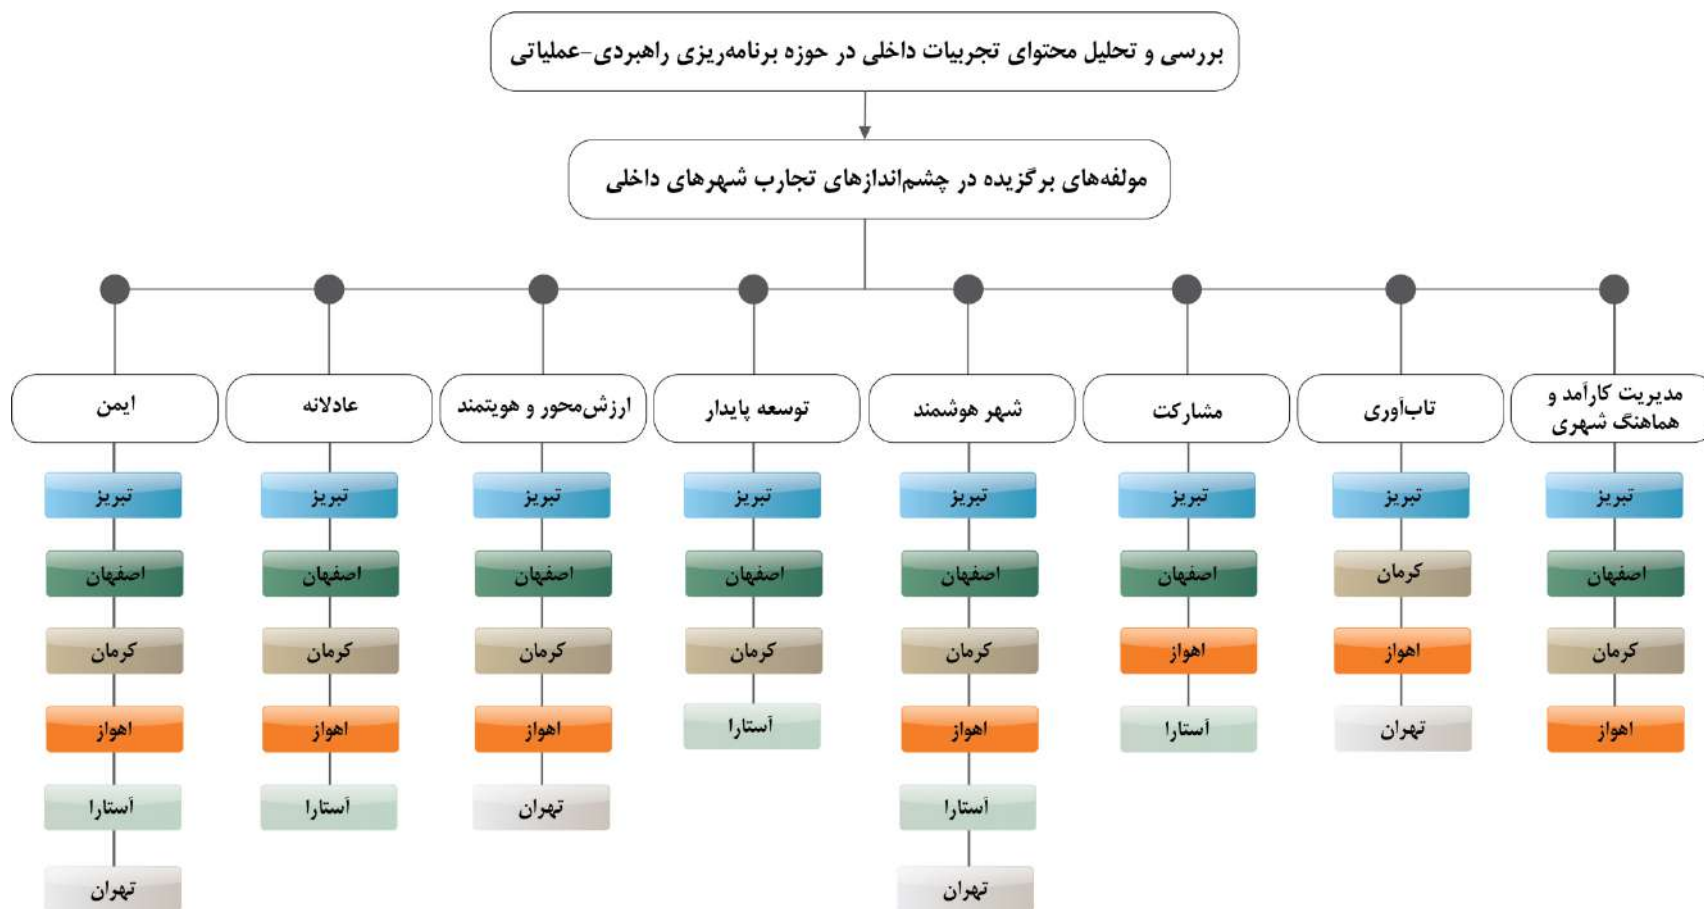 بررسی و تحلیل محتوای تجربیات داخلی در حوزه برنامه‌ریزی راهبردی-عملیاتی
مولفه‌های برگزیده در چشم‌اندازهای تجارب شهرهای داخلی
مدیریت کارآمد و
هماهنگ شهری
تبریز
اصفهان
کرمان
اهواز
تاب‌آوری
تبریز
کرمان
اهواز
تهران
مشارکت
تبریز
اصفهان
اهواز
آستارا
شهر هوشمند
تبریز
اصفهان
کرمان
اهواز
آستارا
تهران
توسعه پایدار
تبریز
اصفهان
کرمان
آستارا
ارزش‌محور و هویتمند
تبریز
اصفهان
کرمان
اهواز
تهران
عادلانه
تبریز
اصفهان
کرمان
اهواز
آستارا
ایمن
تبریز
اصفهان
کرمان
اهواز
آستارا
تهران